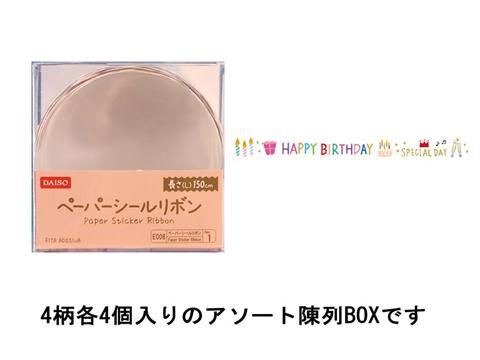 DAISO
長さ(L)150cm
ペーパーシールリボン
Paper Sticker Ribbon
FITA ADESIVA
E008
ペーパーシールリボン
Paper Sticker Ribbon
1
HAPPY BIRTHDAY
SPECIAL DAY
4柄各4個入りのアソート陳列BOXです